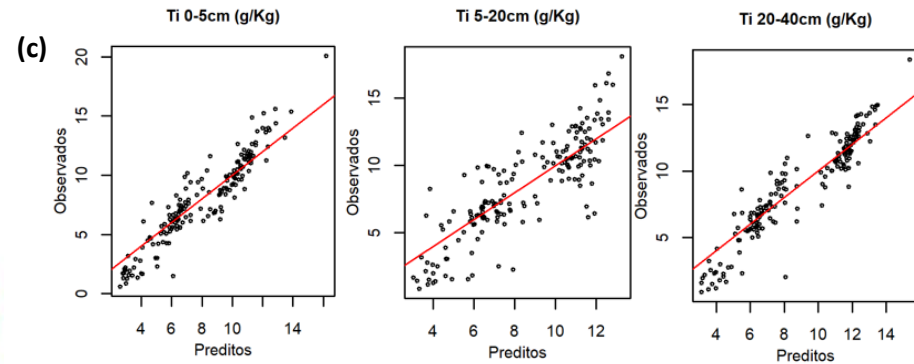 Ti 0-5cm (g/Kg)
Ti 5-20cm (g/Kg)
Ti 20-40cm (g/Kg)
(c)
Observados
20
15
10
5
0
4 6 8 10 14
Preditos
Observados
15
10
5
4 6 8 10 12
Preditos
Observados
15
10
5
4 6 8 10 12 14
Preditos